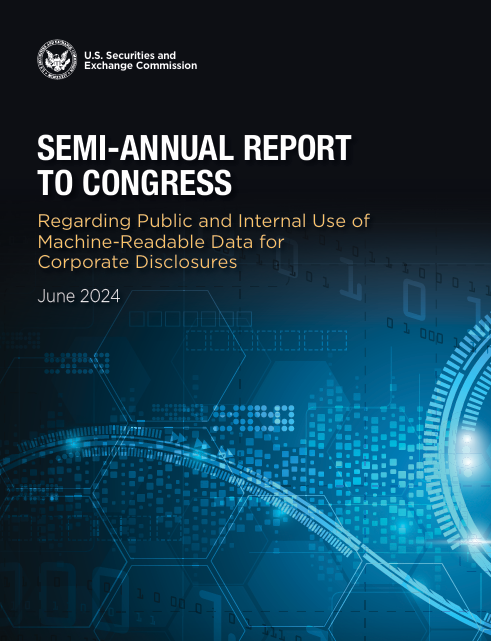 U.S. Securities and
Exchange Commission
SEMI-ANNUAL REPORT
TO CONGRESS
Regarding Public and Internal Use of
Machine-Readable Data for
Corporate Disclosures
June 2024